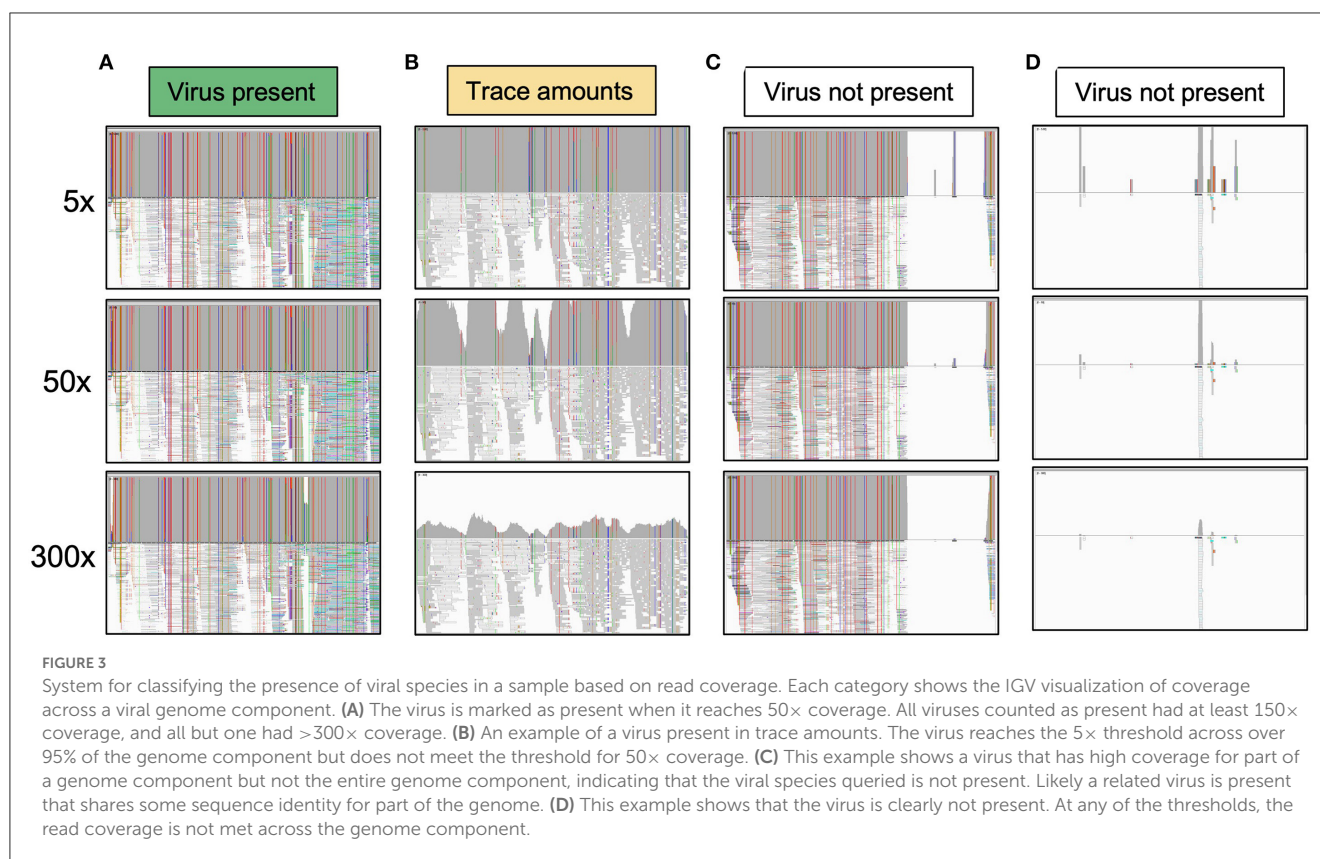 A
B
C
D
Virus present
Trace amounts
Virus not present
Virus not present
5x
50x
300x
FIGURE 3
System for classifying the presence of viral species in a sample based on read coverage. Each category shows the IGV visualization of coverage
across a viral genome component. (A) The virus is marked as present when it reaches 50× coverage. All viruses counted as present had at least 150×
coverage, and all but one had >300× coverage. (B) An example of a virus present in trace amounts. The virus reaches the 5× threshold across over
95% of the genome component but does not meet the threshold for 50× coverage. (C) This example shows a virus that has high coverage for part of
a genome component but not the entire genome component, indicating that the viral species queried is not present. Likely a related virus is present
that shares some sequence identity for part of the genome. (D) This example shows that the virus is clearly not present. At any of the thresholds, the
read coverage is not met across the genome component.